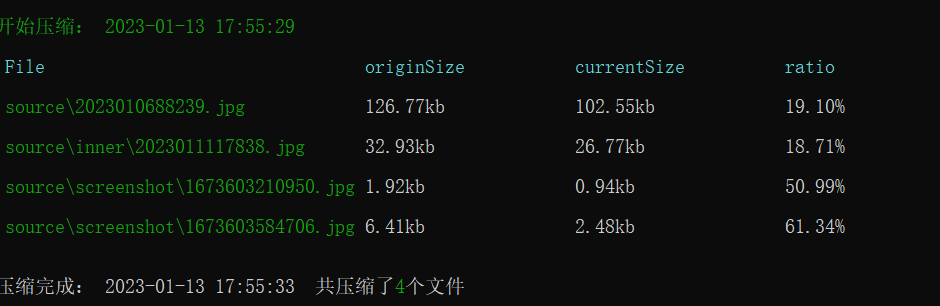 开始压缩： 2023-01-13 17:55:29
File originSize currentSize ratio
source\2023010688239.jpg 126.77kb 102.55kb 19.10%
source\inner\2023011117838.jpg 32.93kb 26.77kb 18.71%
source\screenshot\1673603210950.jpg 1.92kb 0.94kb 50.99%
source\screenshot\1673603584706.jpg 6.41kb 2.48kb 61.34%
压缩完成： 2023-01-13 17:55:33 共压缩了4个文件